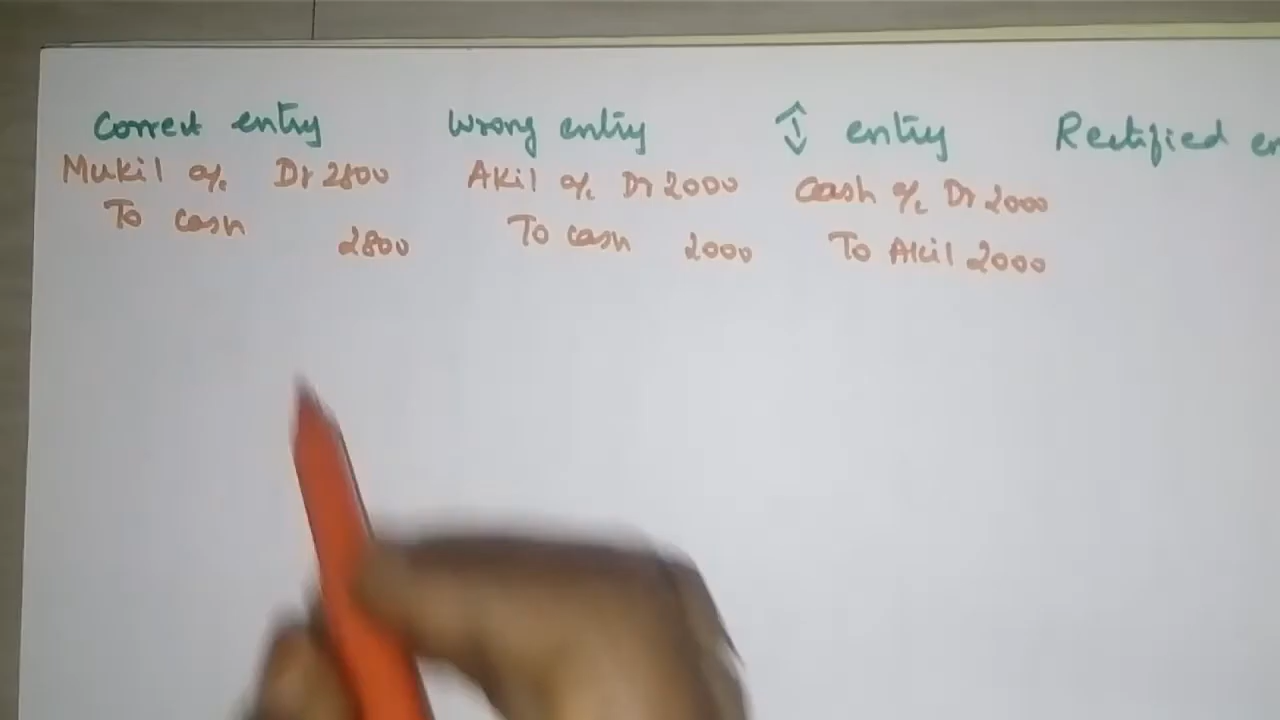 Correct entry
Wrong entry
⇕ entry
Rectified en
Mukil a/c Dr 2800
To cash 2800
Akil a/c Dr 2000
To cash 2000
Cash a/c Dr 2000
To Akil 2000